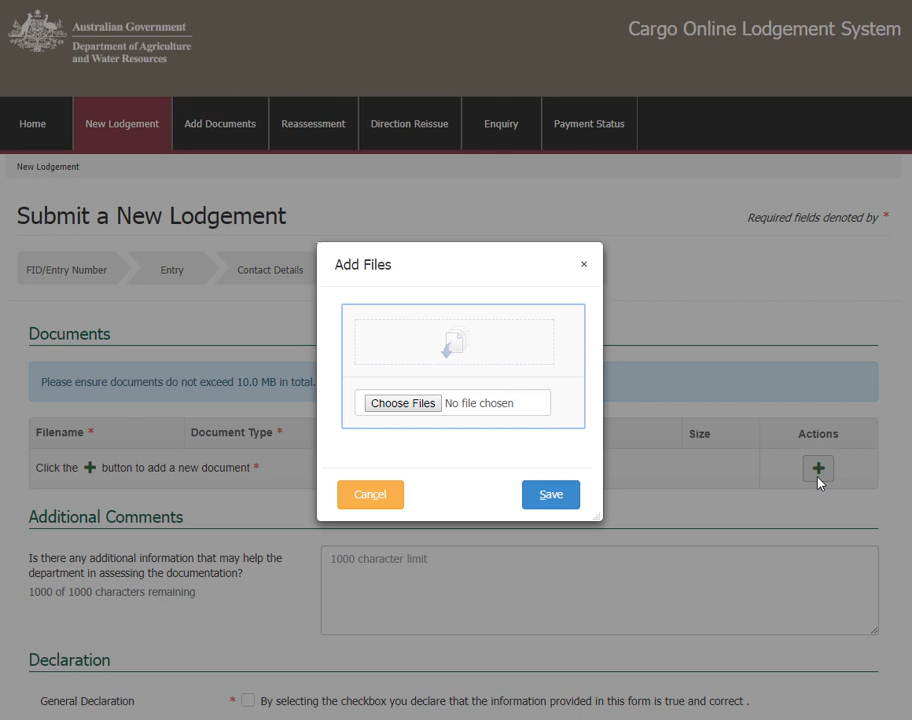 Australian Government
Department of Agriculture
and Water Resources
Cargo Online Lodgement System
Home
New Lodgement
Add Documents
Reassessment
Direction Reissue
Enquiry
Payment Status
New Lodgement
Submit a New Lodgement
Required fields denoted by *
FID/Entry Number
Entry
Contact Details
Add Files
×
Choose Files No file chosen
Cancel
Save
Documents
Please ensure documents do not exceed 10.0 MB in total.
Filename *
Document Type *
Size
Actions
Click the + button to add a new document *
+
Additional Comments
Is there any additional information that may help the
department in assessing the documentation?
1000 of 1000 characters remaining
1000 character limit
Declaration
General Declaration
* By selecting the checkbox you declare that the information provided in this form is true and correct .